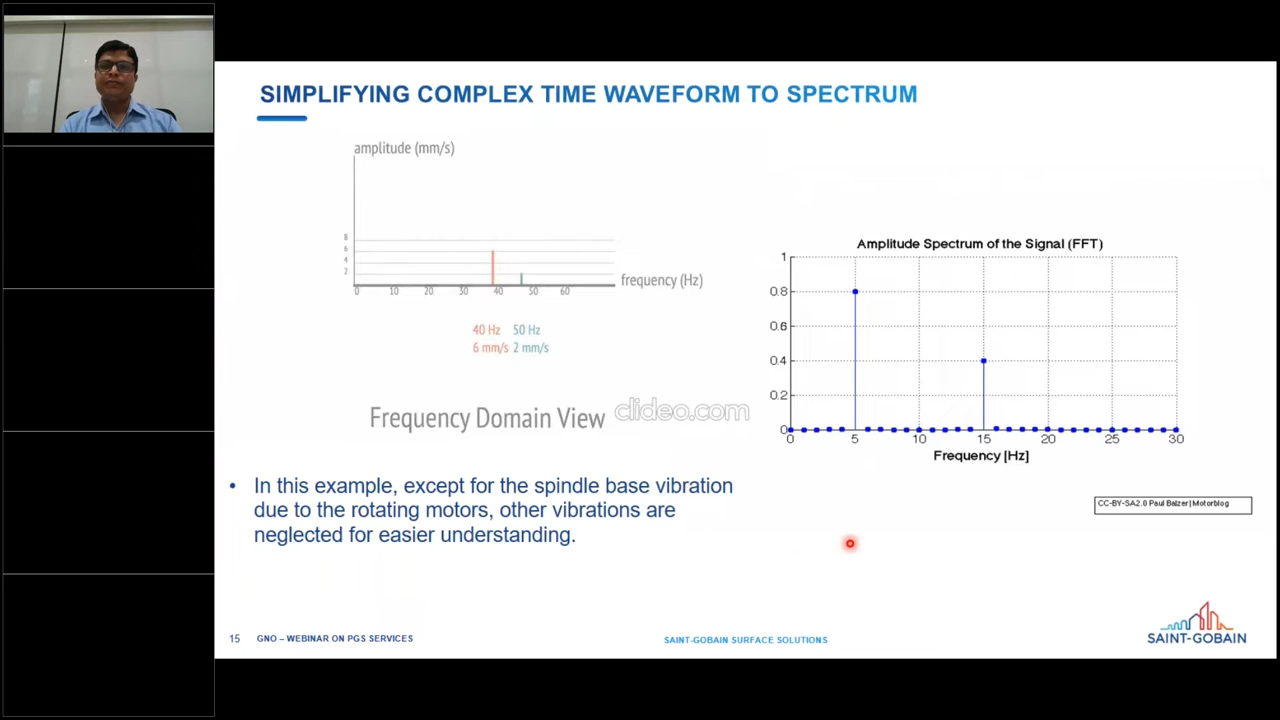 SIMPLIFYING COMPLEX TIME WAVEFORM TO SPECTRUM
amplitude (mm/s)
8
6
4
2
0 10 20 30 40 50 60
frequency (Hz)
40 Hz 50 Hz
6 mm/s 2 mm/s
Frequency Domain View
clideo.com
Amplitude Spectrum of the Signal (FFT)
1
0.8
0.6
0.4
0.2
0
0 5 10 15 20 25 30
Frequency [Hz]
CC-BY-SA2.0 Paul Balzer | Motorblog
• In this example, except for the spindle base vibration
due to the rotating motors, other vibrations are
neglected for easier understanding.
15 GNO – WEBINAR ON PGS SERVICES
SAINT-GOBAIN SURFACE SOLUTIONS
SAINT-GOBAIN